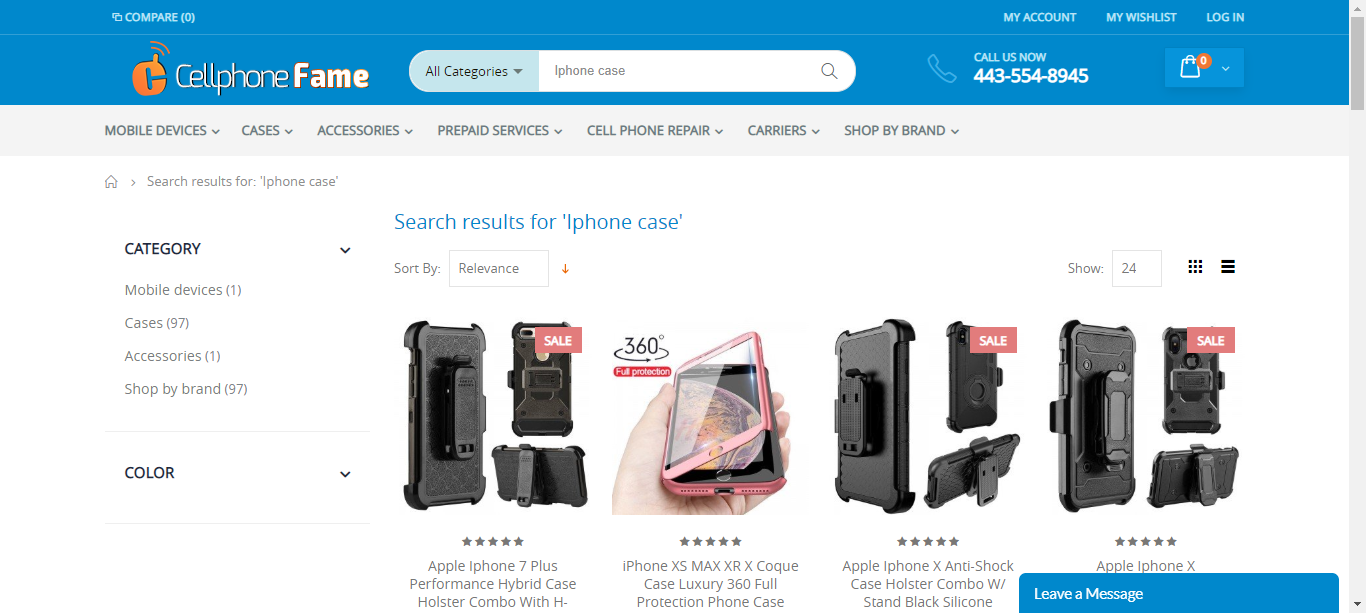 COMPARE (0)
MY ACCOUNT
MY WISHLIST
LOG IN
Cellphone Fame
All Categories
Iphone case
CALL US NOW
443-554-8945
0
MOBILE DEVICES
CASES
ACCESSORIES
PREPAID SERVICES
CELL PHONE REPAIR
CARRIERS
SHOP BY BRAND
Search results for: 'Iphone case'
CATEGORY
Mobile devices (1)
Cases (97)
Accessories (1)
Shop by brand (97)
COLOR
Search results for 'Iphone case'
Sort By:
Relevance
Show:
24
SALE
360°
Full protection
SALE
SALE
Apple Iphone 7 Plus
Performance Hybrid Case
Holster Combo With H-
iPhone XS MAX XR X Coque
Case Luxury 360 Full
Protection Phone Case
Apple Iphone X Anti-Shock
Case Holster Combo W/
Stand Black Silicone
Apple Iphone X
Leave a Message